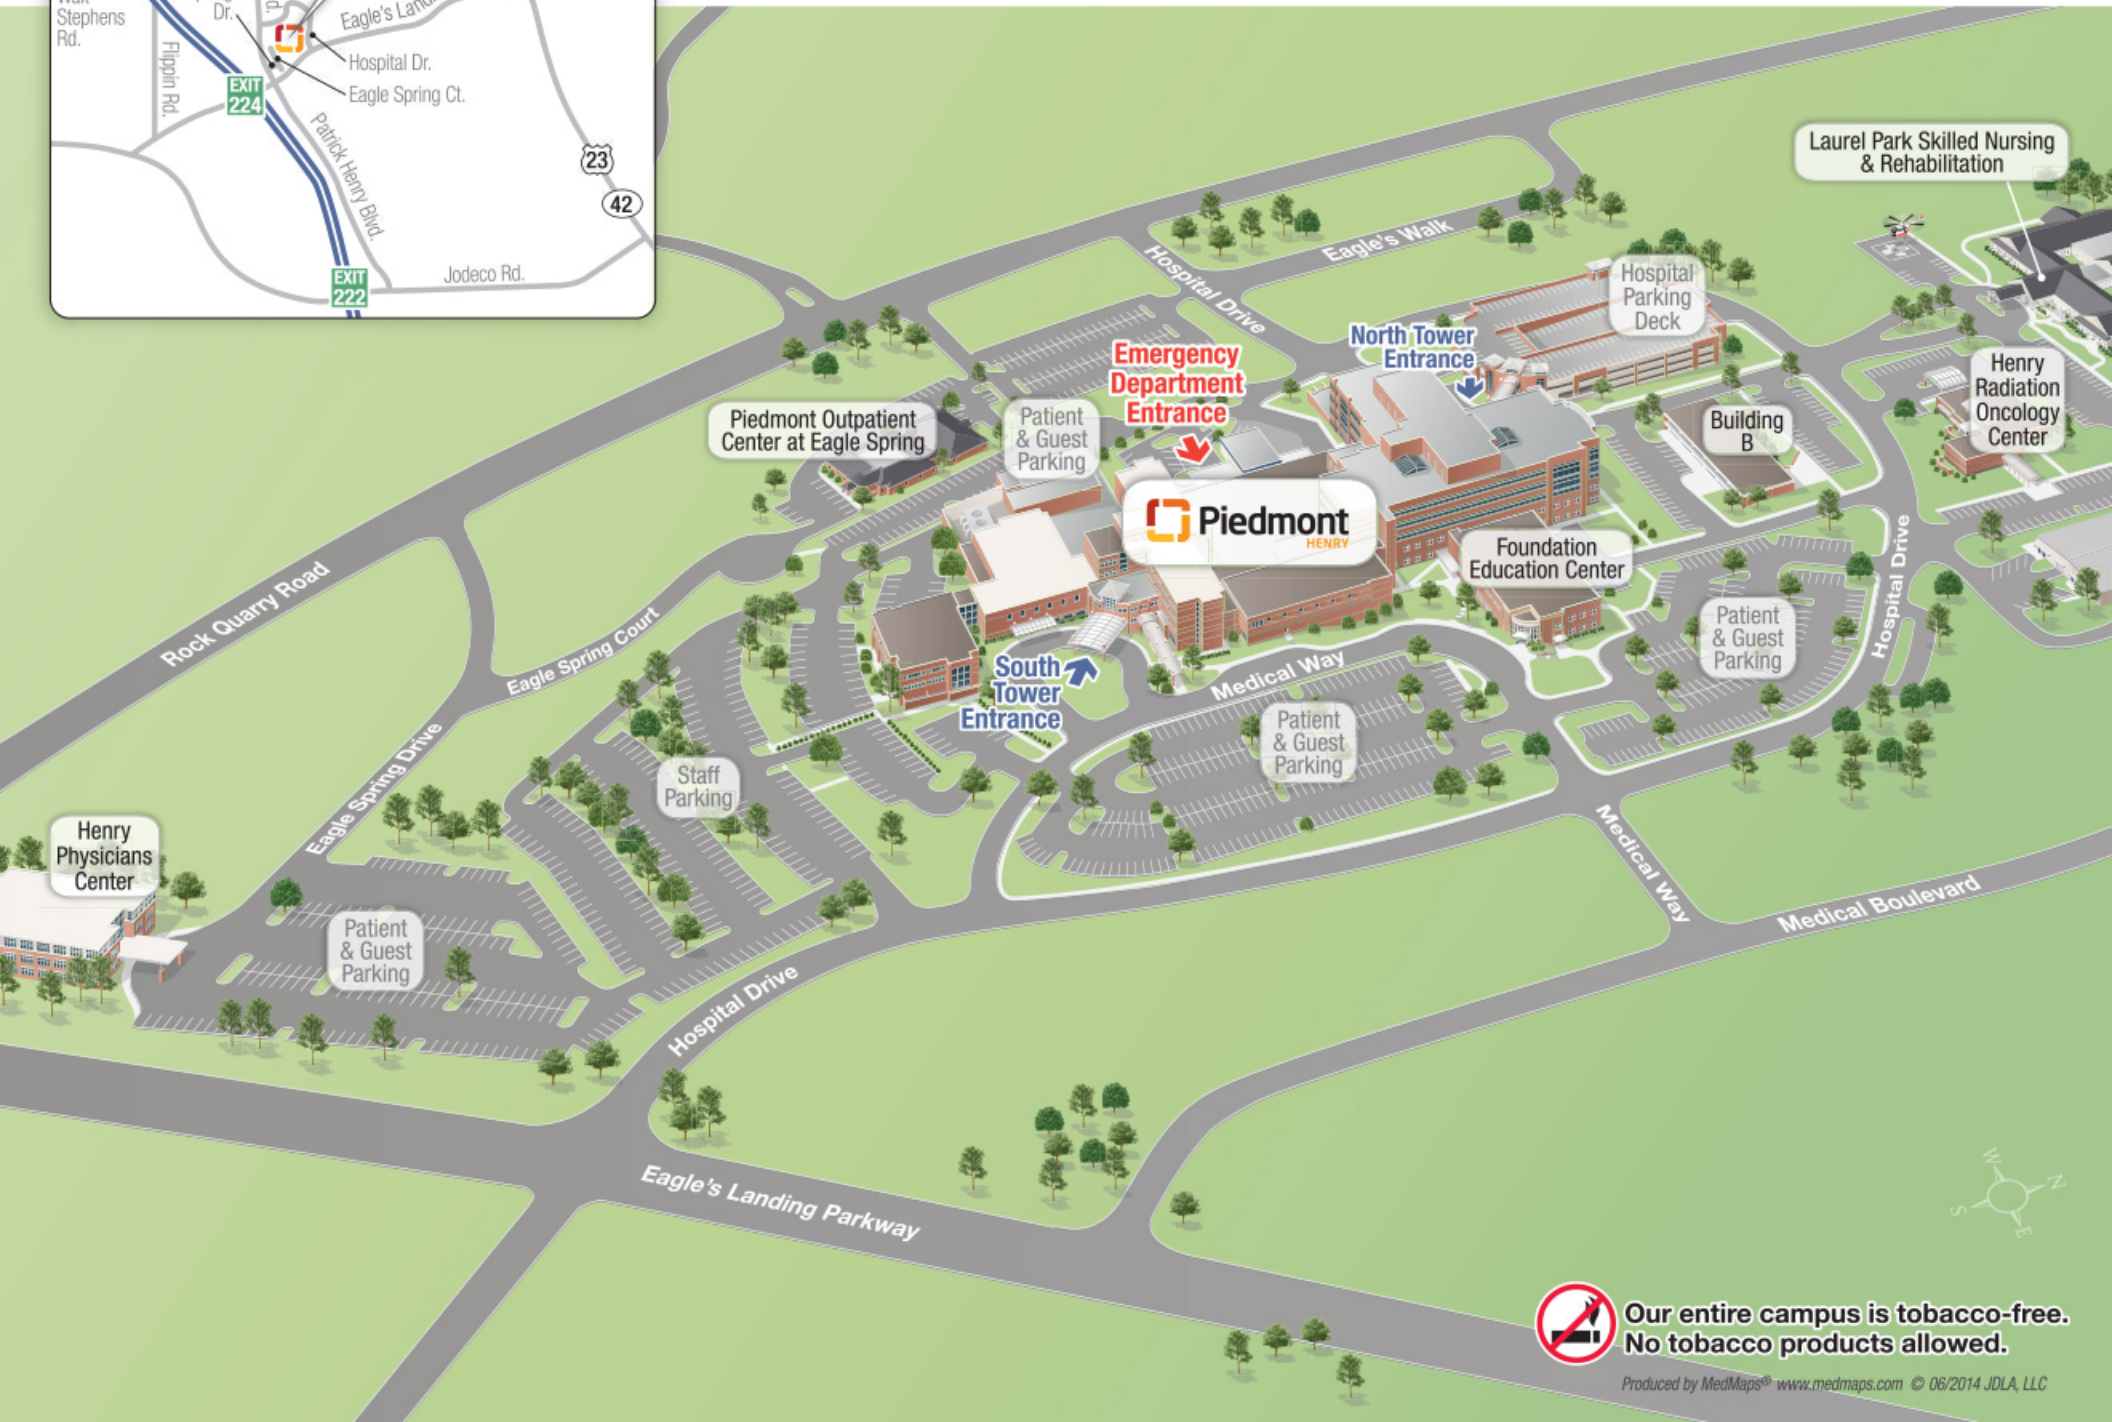 Stephens
Rd.
Dr.
Flippin Rd.
Hospital Dr.
Eagle Spring Ct.
EXIT
224
Patrick Henry Blvd.
23
42
EXIT
222
Jodeco Rd.
Laurel Park Skilled Nursing
& Rehabilitation
Hospital Drive
Eagle's Walk
Hospital
Parking
Deck
North Tower
Entrance
Emergency
Department
Entrance
Henry
Radiation
Oncology
Center
Piedmont Outpatient
Center at Eagle Spring
Patient
& Guest
Parking
Building
B
Piedmont
HENRY
Foundation
Education Center
Hospital Drive
Rock Quarry Road
Eagle Spring Court
Patient
& Guest
Parking
South
Tower
Entrance
Medical Way
Patient
& Guest
Parking
Eagle Spring Drive
Staff
Parking
Henry
Physicians
Center
Medical Way
Medical Boulevard
Patient
& Guest
Parking
Hospital Drive
Eagle's Landing Parkway
W
N
S
E
Our entire campus is tobacco-free.
No tobacco products allowed.
Produced by MedMaps® www.medmaps.com © 06/2014 JDLA, LLC